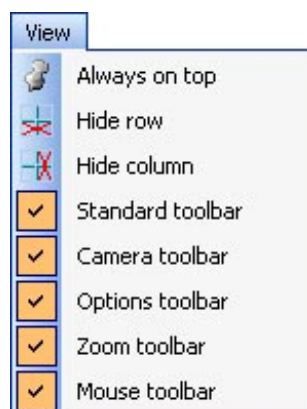 View
Always on top
Hide row
Hide column
Standard toolbar
Camera toolbar
Options toolbar
Zoom toolbar
Mouse toolbar